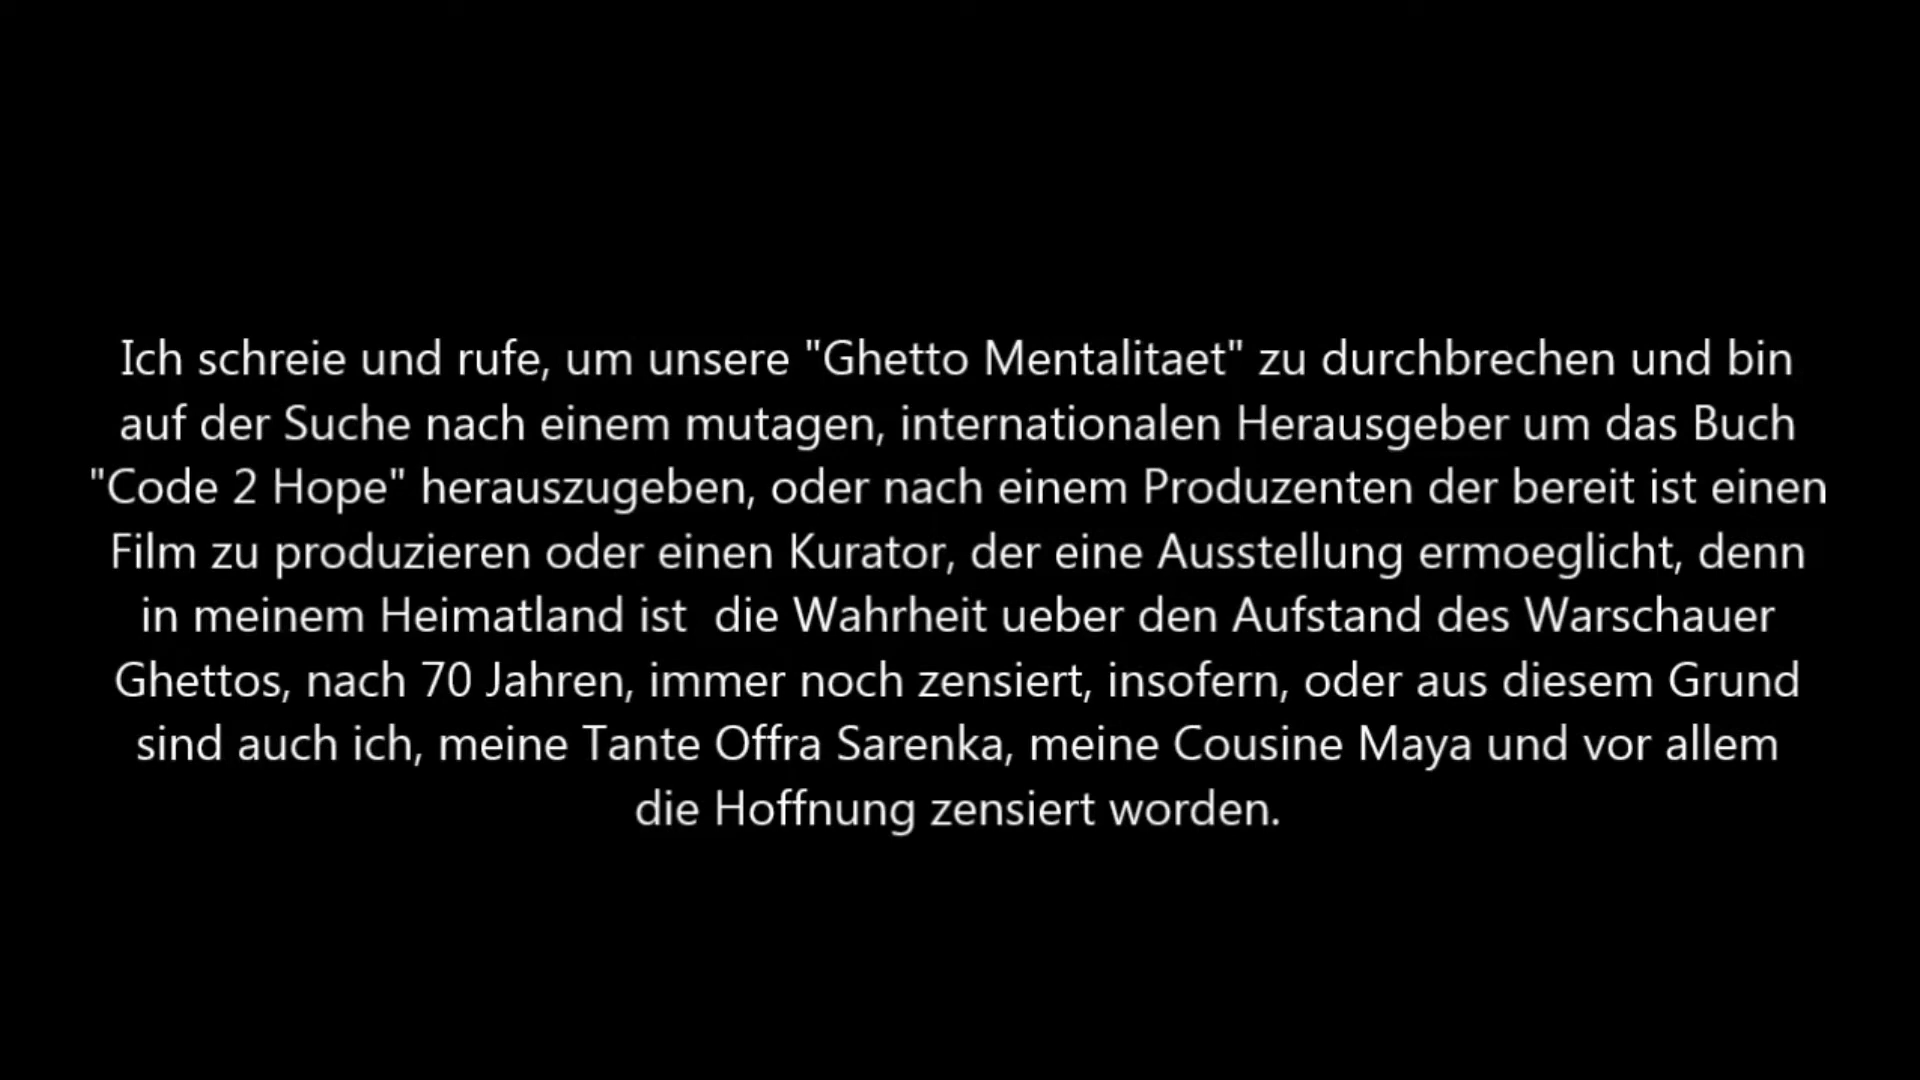 Ich schreie und rufe, um unsere "Ghetto Mentalitaet" zu durchbrechen und bin
auf der Suche nach einem mutagen, internationalen Herausgeber um das Buch
"Code 2 Hope" herauszugeben, oder nach einem Produzenten der bereit ist einen
Film zu produzieren oder einen Kurator, der eine Ausstellung ermoeglicht, denn
in meinem Heimatland ist  die Wahrheit ueber den Aufstand des Warschauer
Ghettos, nach 70 Jahren, immer noch zensiert, insofern, oder aus diesem Grund
sind auch ich, meine Tante Offra Sarenka, meine Cousine Maya und vor allem
die Hoffnung zensiert worden.